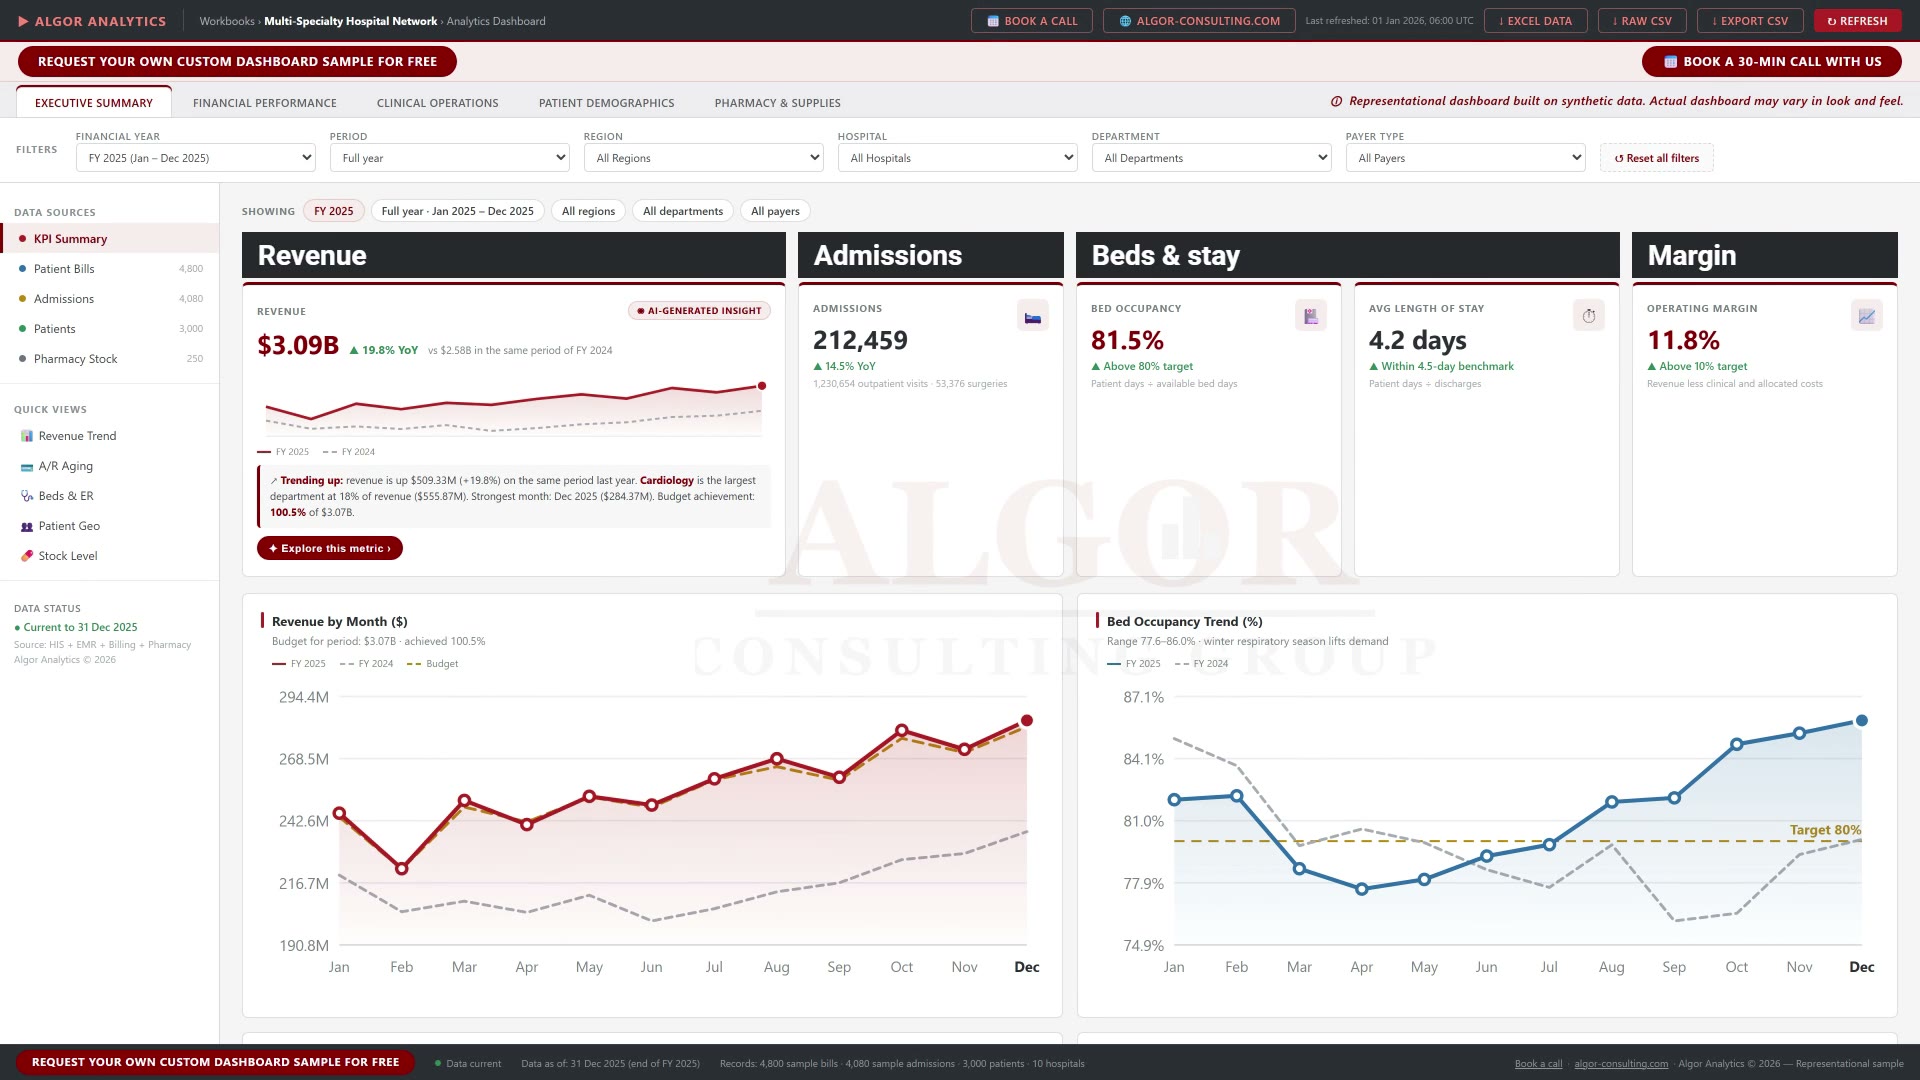 ▶ ALGOR ANALYTICS
Workbooks › Multi-Specialty Hospital Network › Analytics Dashboard
BOOK A CALL
ALGOR-CONSULTING.COM
Last refreshed: 01 Jan 2026, 06:00 UTC
↓ EXCEL DATA
↓ RAW CSV
↓ EXPORT CSV
↻ REFRESH
REQUEST YOUR OWN CUSTOM DASHBOARD SAMPLE FOR FREE
BOOK A 30-MIN CALL WITH US
EXECUTIVE SUMMARY
FINANCIAL PERFORMANCE
CLINICAL OPERATIONS
PATIENT DEMOGRAPHICS
PHARMACY & SUPPLIES
Representational dashboard built on synthetic data. Actual dashboard may vary in look and feel.
FILTERS
FINANCIAL YEAR
FY 2025 (Jan – Dec 2025)
PERIOD
Full year
REGION
All Regions
HOSPITAL
All Hospitals
DEPARTMENT
All Departments
PAYER TYPE
All Payers
↺ Reset all filters
DATA SOURCES
KPI Summary
Patient Bills 4,800
Admissions 4,080
Patients 3,000
Pharmacy Stock 250
QUICK VIEWS
Revenue Trend
A/R Aging
Beds & ER
Patient Geo
Stock Level
DATA STATUS
● Current to 31 Dec 2025
Source: HIS + EMR + Billing + Pharmacy
Algor Analytics © 2026
SHOWING
FY 2025
Full year · Jan 2025 – Dec 2025
All regions
All departments
All payers
Revenue
Admissions
Beds & stay
Margin
REVENUE
AI-GENERATED INSIGHT
$3.09B ▲ 19.8% YoY vs $2.58B in the same period of FY 2024
FY 2025 FY 2024
↗ Trending up: revenue is up $509.33M (+19.8%) on the same period last year. Cardiology is the largest
department at 18% of revenue ($555.87M). Strongest month: Dec 2025 ($284.37M). Budget achievement:
100.5% of $3.07B.
✦ Explore this metric ›
ADMISSIONS
212,459
▲ 14.5% YoY
1,230,654 outpatient visits · 53,376 surgeries
BED OCCUPANCY
81.5%
▲ Above 80% target
Patient days ÷ available bed days
AVG LENGTH OF STAY
4.2 days
▲ Within 4.5-day benchmark
Patient days ÷ discharges
OPERATING MARGIN
11.8%
▲ Above 10% target
Revenue less clinical and allocated costs
ALGOR
CONSULTING GROUP
Revenue by Month ($)
Budget for period: $3.07B · achieved 100.5%
FY 2025 FY 2024 Budget
294.4M
268.5M
242.6M
216.7M
190.8M
Jan Feb Mar Apr May Jun Jul Aug Sep Oct Nov Dec
Bed Occupancy Trend (%)
Range 77.6–86.0% · winter respiratory season lifts demand
FY 2025 FY 2024
87.1%
84.1%
81.0%
77.9%
74.9%
Target 80%
Jan Feb Mar Apr May Jun Jul Aug Sep Oct Nov Dec
REQUEST YOUR OWN CUSTOM DASHBOARD SAMPLE FOR FREE
● Data current
Data as of: 31 Dec 2025 (end of FY 2025)
Records: 4,800 sample bills · 4,080 sample admissions · 3,000 patients · 10 hospitals
Book a call · algor-consulting.com · Algor Analytics © 2026 — Representational sample